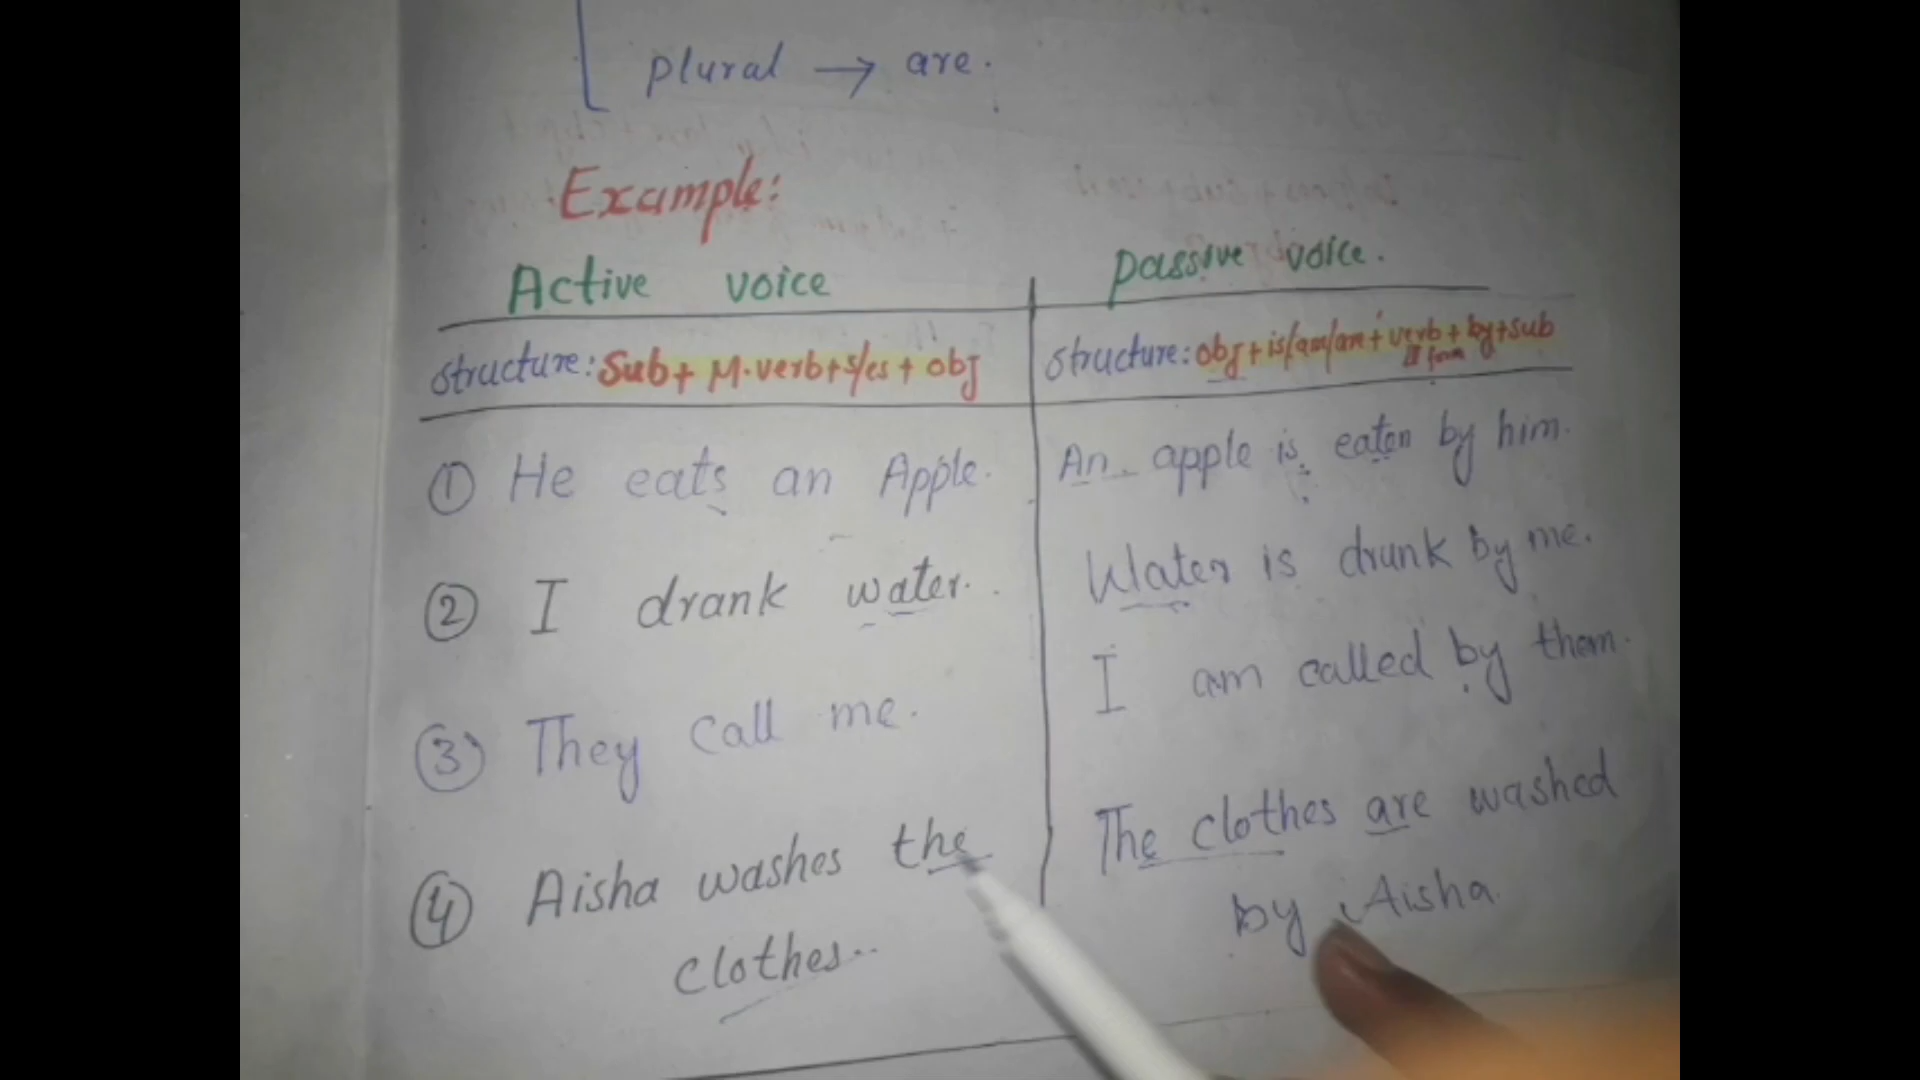 plural → are.
Example:
Active voice
passive voice.
structure: Sub + M.verb+s/es + obj
structure: obj + is/am/are + verb + by + sub
III form
① He eats an Apple.
An apple is eaten by him.
② I drank water.
Water is drunk by me.
③ They call me.
I am called by them.
④ Aisha washes the
clothes..
The clothes are washed
by Aisha